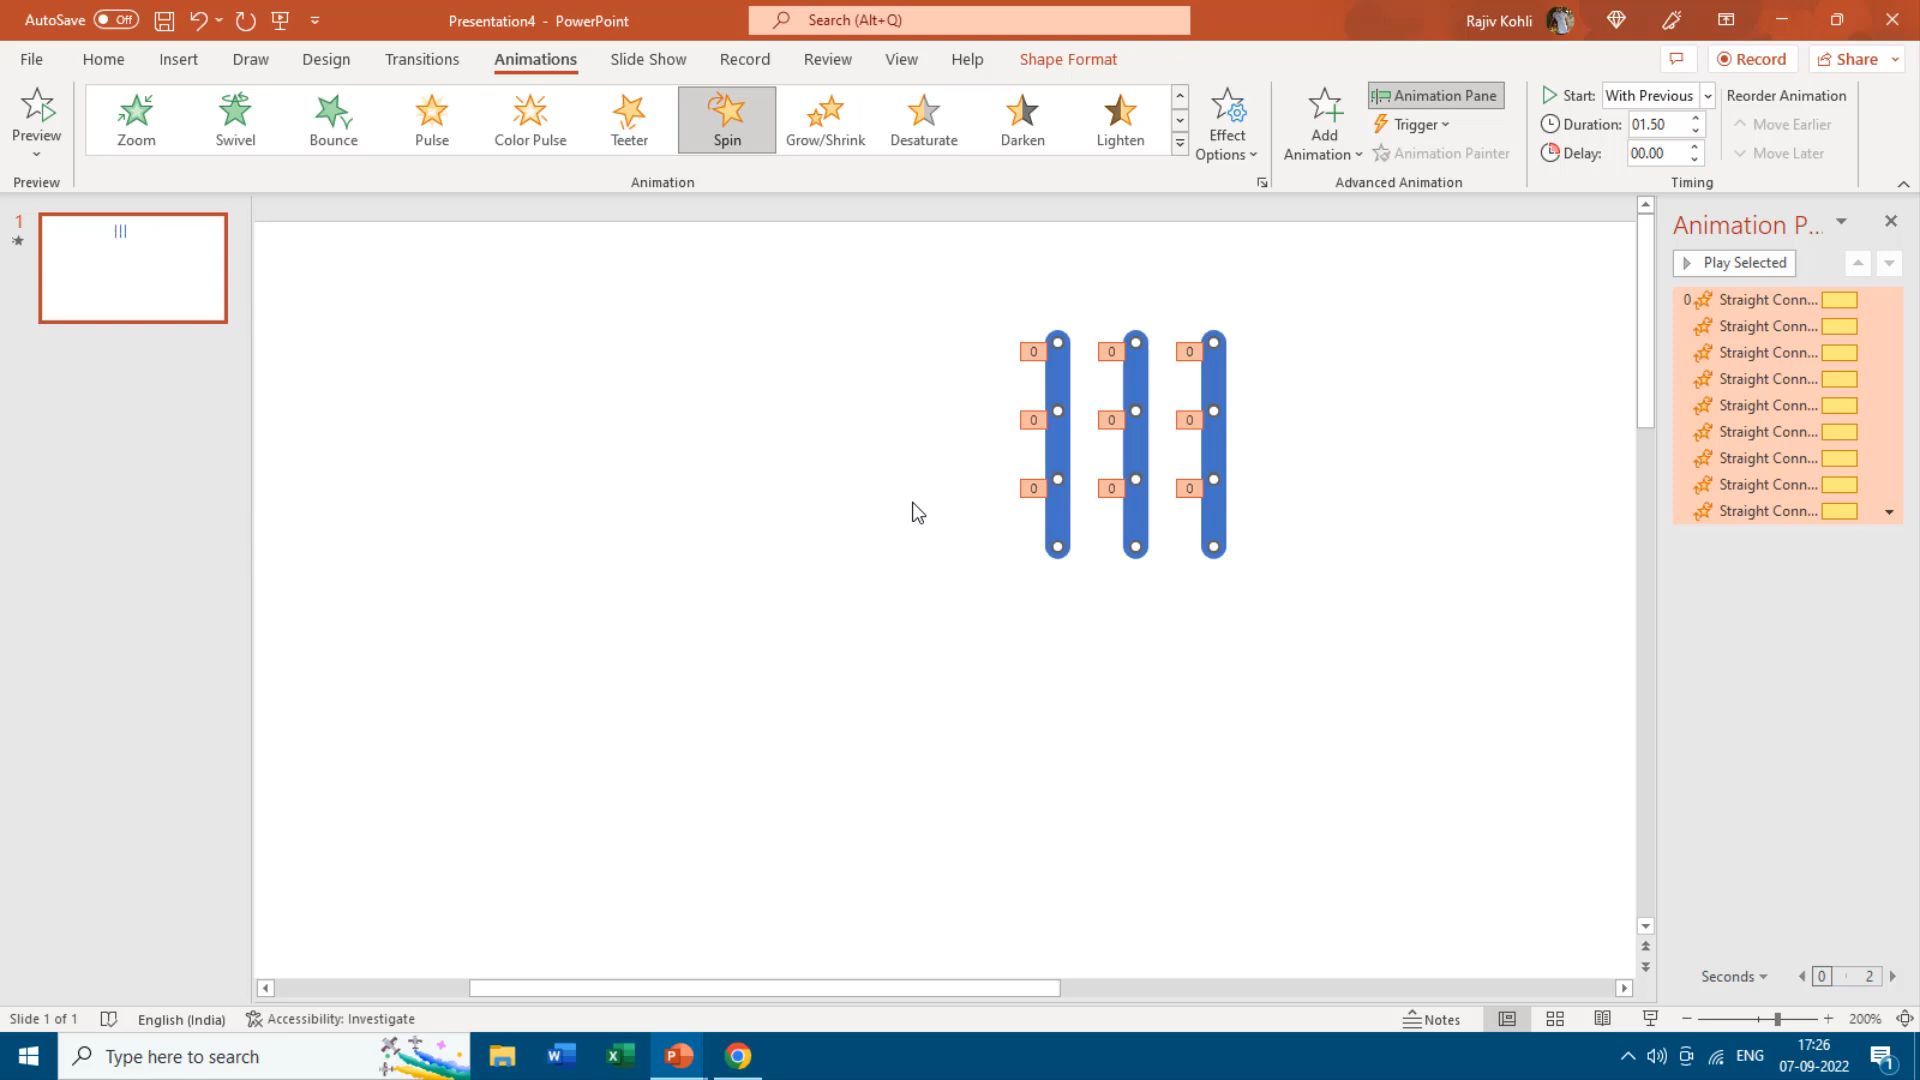 AutoSave Off Presentation4 - PowerPoint Search (Alt+Q) Rajiv Kohli
File Home Insert Draw Design Transitions Animations Slide Show Record Review View Help Shape Format Record Share
Preview Zoom Swivel Bounce Pulse Color Pulse Teeter Spin Grow/Shrink Desaturate Darken Lighten Effect Options Add Animation
Animation Pane
Trigger
Animation Painter
Start: With Previous
Duration: 01.50
Delay: 00.00
Reorder Animation
Move Earlier
Move Later
Preview Animation Advanced Animation Timing
1
0 0 0
0 0 0
0 0 0
Animation P...
Play Selected
0 Straight Conn...
Straight Conn...
Straight Conn...
Straight Conn...
Straight Conn...
Straight Conn...
Straight Conn...
Straight Conn...
Straight Conn...
Seconds 0 2
Slide 1 of 1 English (India) Accessibility: Investigate Notes 200%
Type here to search W X P ENG 17:26
07-09-2022 1